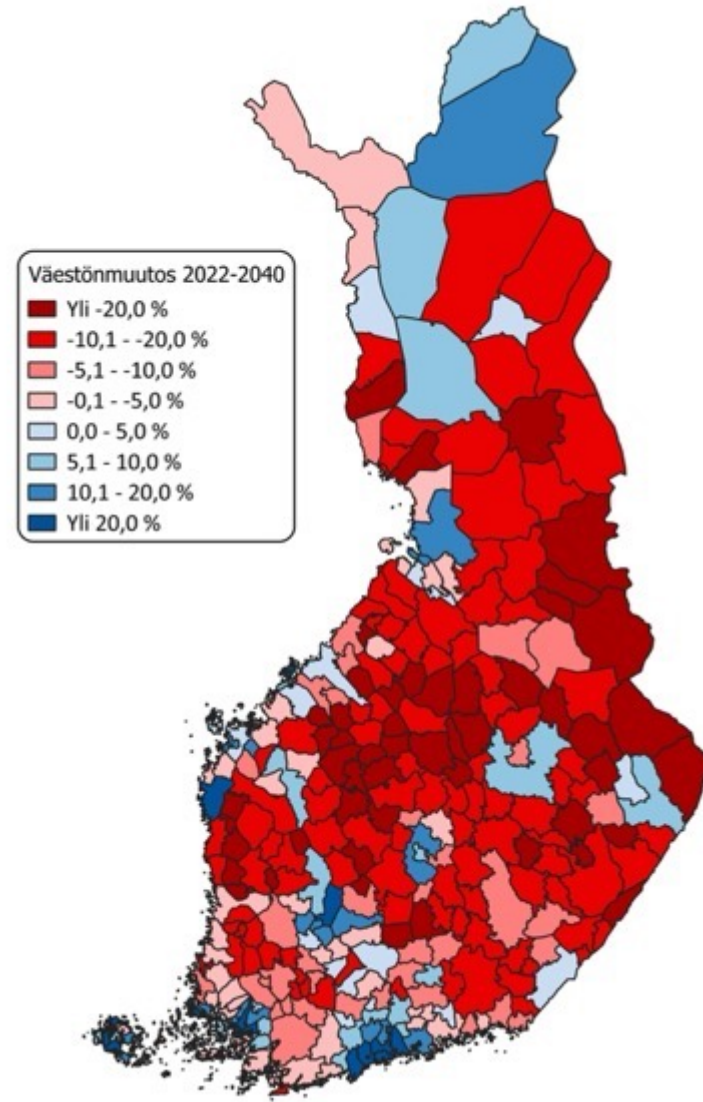 Väestönmuutos 2022-2040
Yli -20,0 %
-10,1 - -20,0 %
-5,1 - -10,0 %
-0,1 - -5,0 %
0,0 - 5,0 %
5,1 - 10,0 %
10,1 - 20,0 %
Yli 20,0 %